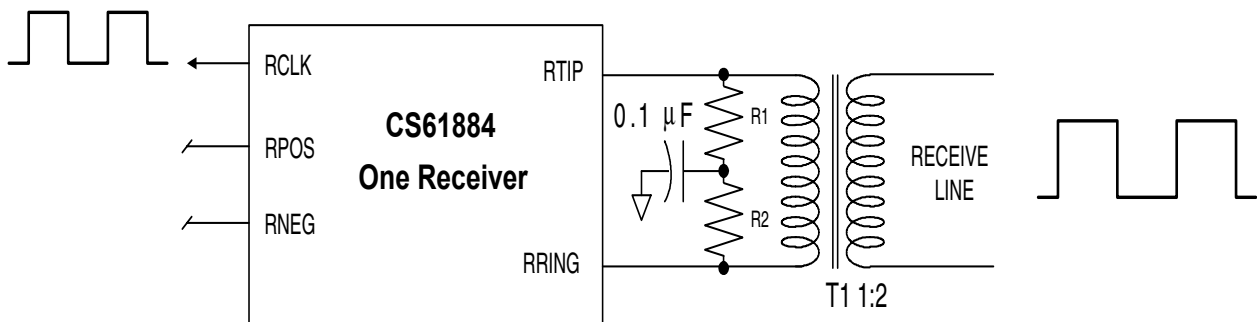 RCLK
RPOS
RNEG
CS61884
One Receiver
RTIP
RRING
0.1 μF
R1
R2
RECEIVE
LINE
T1 1:2